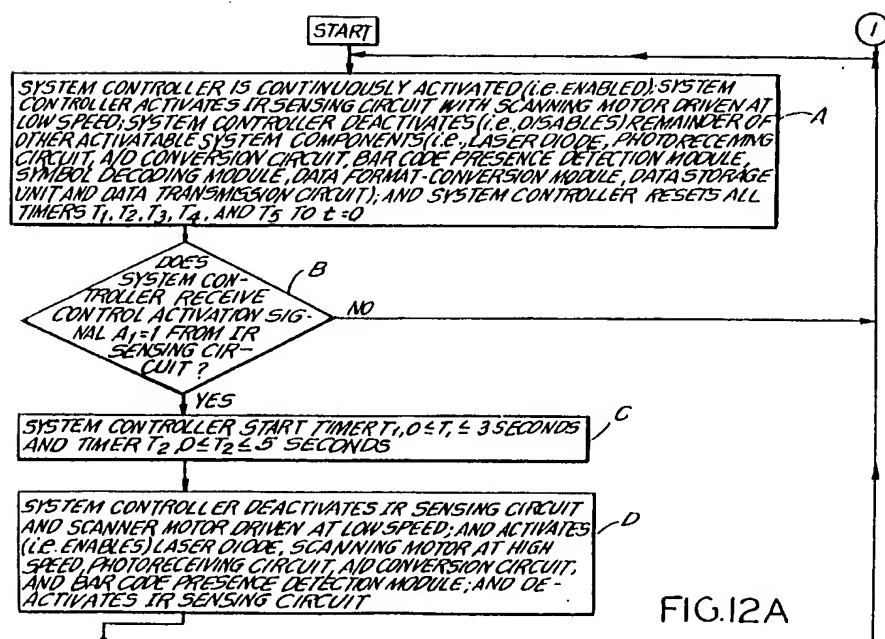 START
1
SYSTEM CONTROLLER IS CONTINUOUSLY ACTIVATED (i.e. ENABLED); SYSTEM
CONTROLLER ACTIVATES IR SENSING CIRCUIT WITH SCANNING MOTOR DRIVEN AT
LOW SPEED; SYSTEM CONTROLLER DEACTIVATES (i.e., DISABLES) REMAINDER OF
OTHER ACTIVATABLE SYSTEM COMPONENTS (i.e., LASER DIODE, PHOTORECEIVING
CIRCUIT, A/D CONVERSION CIRCUIT, BAR CODE PRESENCE DETECTION MODULE,
SYMBOL DECODING MODULE, DATA FORMAT-CONVERSION MODULE, DATA STORAGE
UNIT AND DATA TRANSMISSION CIRCUIT); AND SYSTEM CONTROLLER RESETS ALL
TIMERS T1, T2, T3, T4, AND T5 TO t=0
A
DOES
SYSTEM CON-
TROLLER RECEIVE
CONTROL ACTIVATION SIG-
NAL A1=1 FROM IR
SENSING CIR-
CUIT ?
B
NO
YES
SYSTEM CONTROLLER START TIMER T1, 0 ≤ T1 ≤ 3 SECONDS
AND TIMER T2, 0 ≤ T2 ≤ 5 SECONDS
C
SYSTEM CONTROLLER DEACTIVATES IR SENSING CIRCUIT
AND SCANNER MOTOR DRIVEN AT LOW SPEED; AND ACTIVATES
(i.e. ENABLES) LASER DIODE, SCANNING MOTOR AT HIGH
SPEED, PHOTORECEIVING CIRCUIT, A/D CONVERSION CIRCUIT,
AND BAR CODE PRESENCE DETECTION MODULE; AND DE-
ACTIVATES IR SENSING CIRCUIT
D
FIG.12A